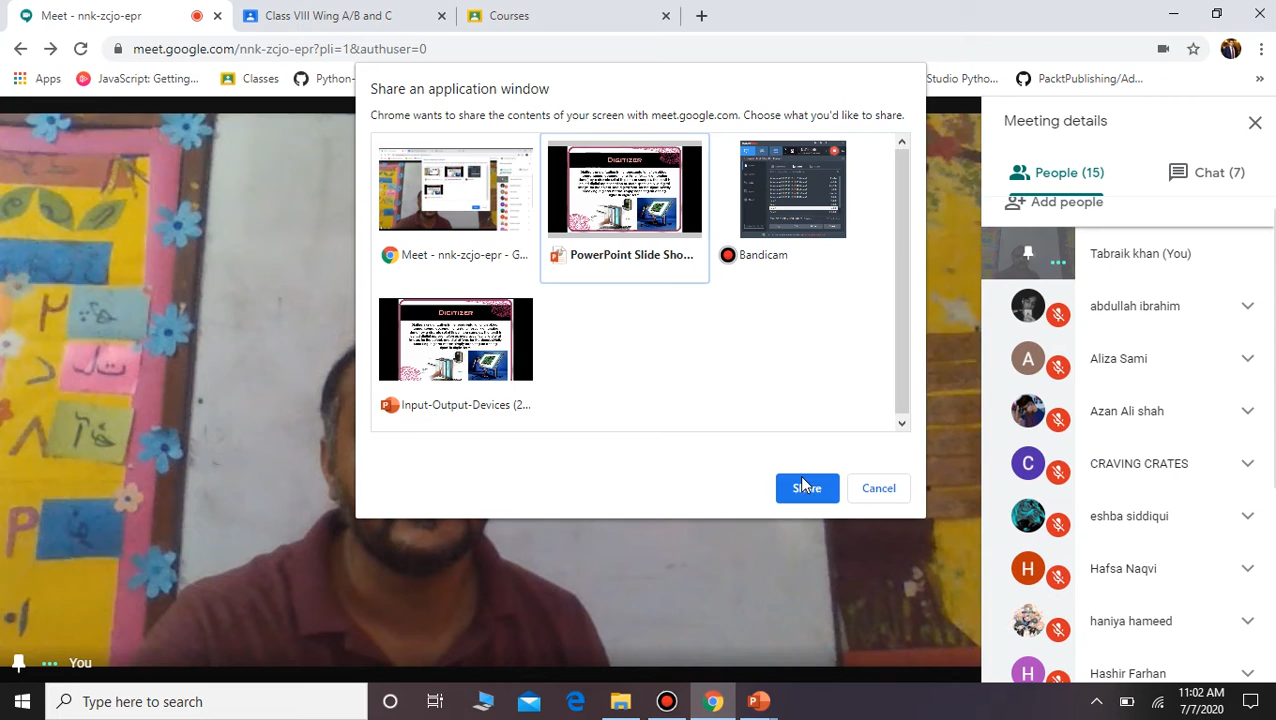 Meet - nnk-zcjo-epr
Class VIII Wing A/B and C
Courses
meet.google.com/nnk-zcjo-epr?pli=1&authuser=0
Apps
JavaScript: Getting...
Classes
Python-
Studio Pytho...
PacktPublishing/Ad...
»
Share an application window
Chrome wants to share the contents of your screen with meet.google.com. Choose what you'd like to share.
DIGITIZER
Meet - nnk-zcjo-epr - G...
PowerPoint Slide Sho...
Bandicam
DIGITIZER
Input-Output-Devices (2...
Share
Cancel
Meeting details
People (15)
Chat (7)
Add people
Tabraik khan (You)
abdullah ibrahim
A
Aliza Sami
Azan Ali shah
C
CRAVING CRATES
eshba siddiqui
H
Hafsa Naqvi
haniya hameed
H
Hashir Farhan
You
Type here to search
11:02 AM
7/7/2020